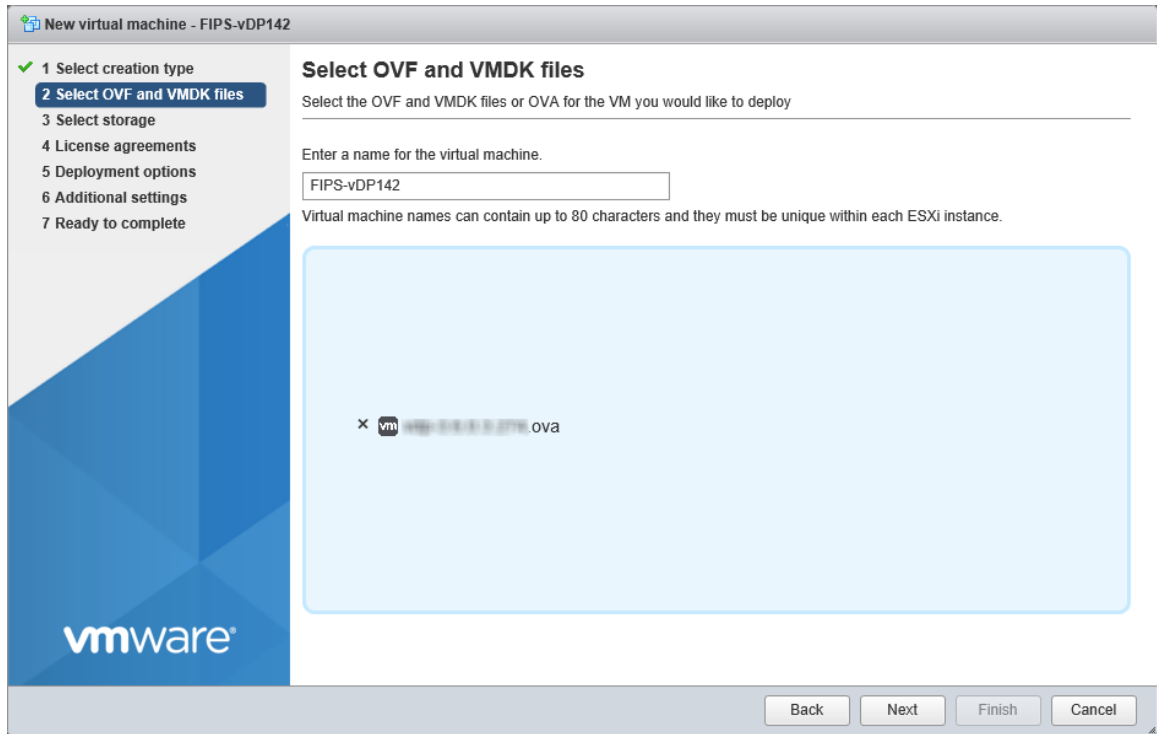 New virtual machine - FIPS-vDP142
1 Select creation type
2 Select OVF and VMDK files
3 Select storage
4 License agreements
5 Deployment options
6 Additional settings
7 Ready to complete
vmware®
Select OVF and VMDK files
Select the OVF and VMDK files or OVA for the VM you would like to deploy
Enter a name for the virtual machine.
FIPS-vDP142
Virtual machine names can contain up to 80 characters and they must be unique within each ESXi instance.
× vm .ova
Back Next Finish Cancel